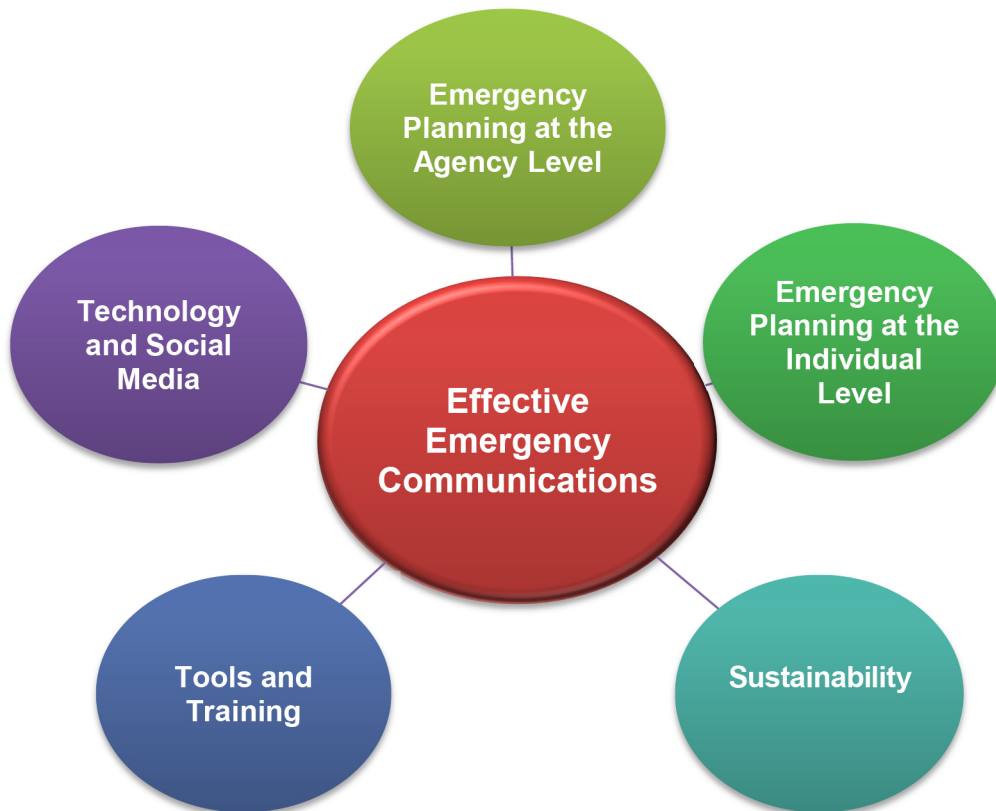 Emergency
Planning at the
Agency Level
Technology
and Social
Media
Emergency
Planning at the
Individual
Level
Effective
Emergency
Communications
Tools and
Training
Sustainability